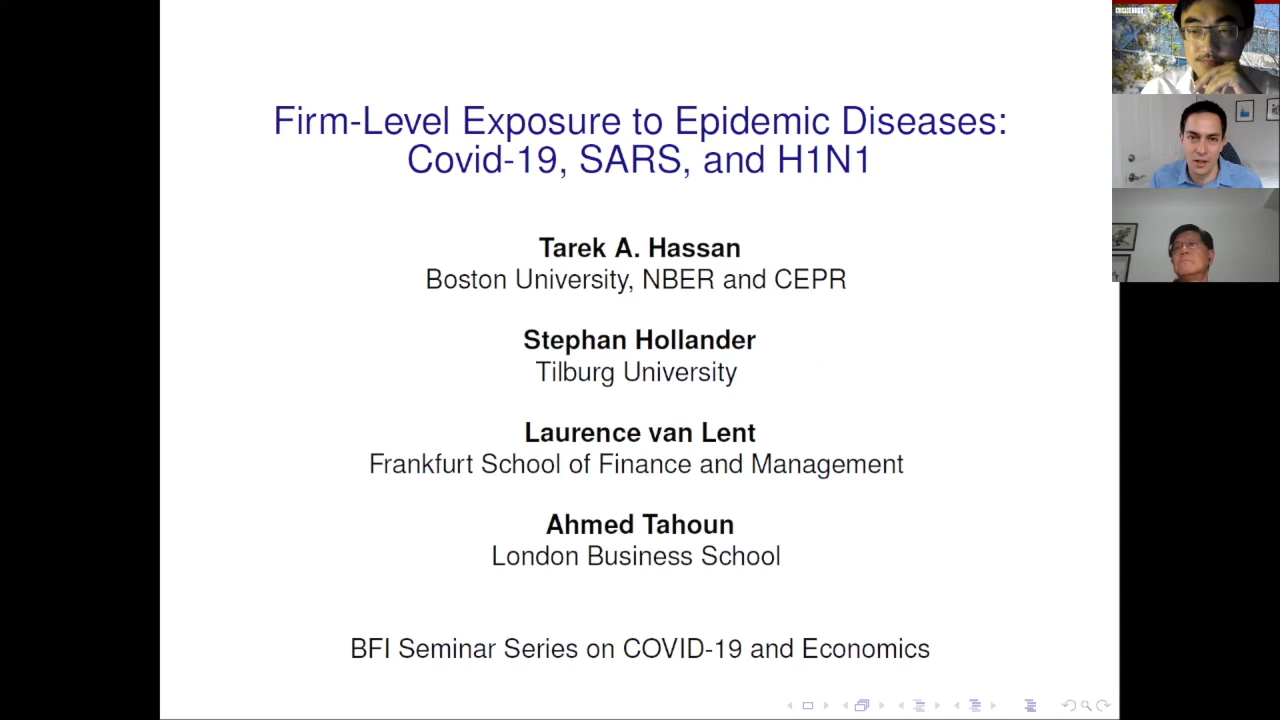 Firm-Level Exposure to Epidemic Diseases:
Covid-19, SARS, and H1N1
Tarek A. Hassan
Boston University, NBER and CEPR
Stephan Hollander
Tilburg University
Laurence van Lent
Frankfurt School of Finance and Management
Ahmed Tahoun
London Business School
BFI Seminar Series on COVID-19 and Economics